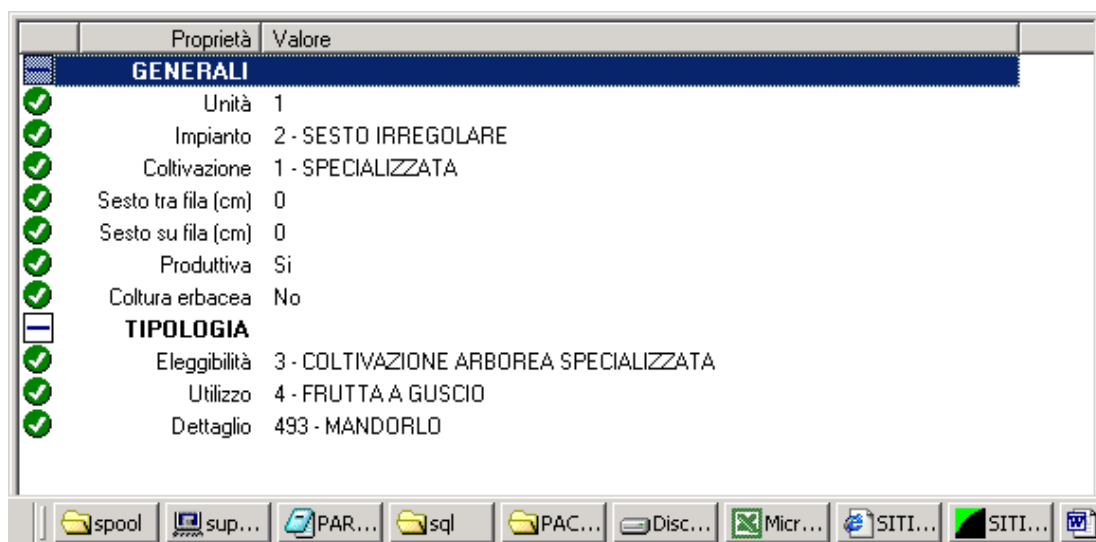 Proprietà Valore
GENERALI
Unità 1
Impianto 2 - SESTO IRREGOLARE
Coltivazione 1 - SPECIALIZZATA
Sesto tra fila (cm) 0
Sesto su fila (cm) 0
Produttiva Si
Coltura erbacea No
TIPOLOGIA
Eleggibilità 3 - COLTIVAZIONE ARBOREA SPECIALIZZATA
Utilizzo 4 - FRUTTA A GUSCIO
Dettaglio 493 - MANDORLO
spool sup... PAR... sql PAC... Disc... Micr... SITI... SITI...